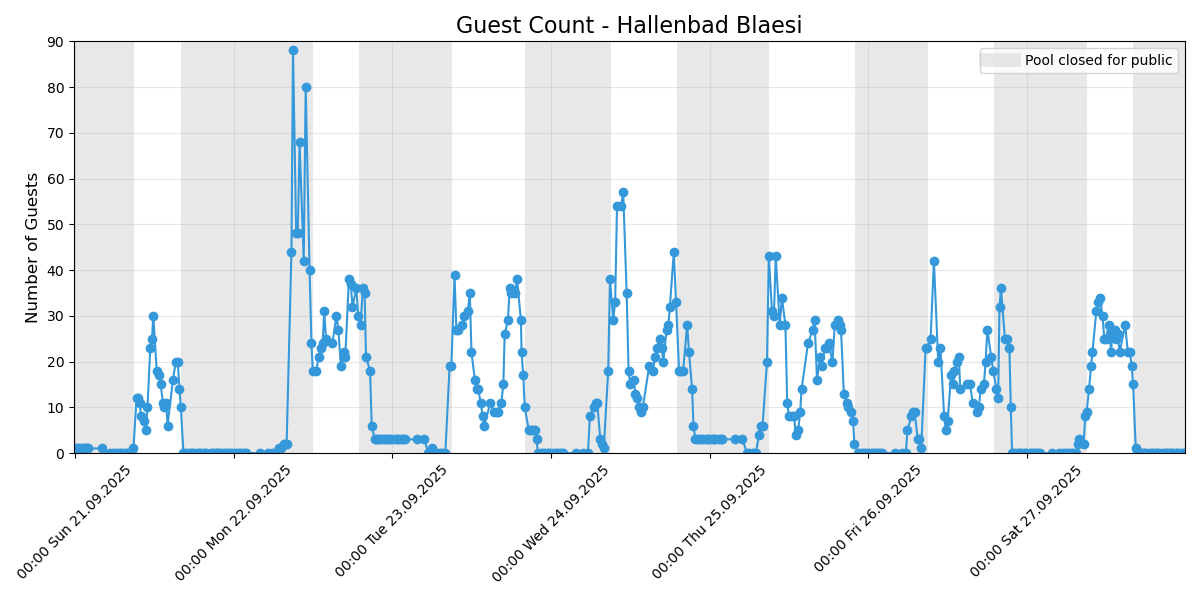 Guest Count - Hallenbad Blaesi
Pool closed for public
Number of Guests
90
80
70
60
50
40
30
20
10
0
00:00 Sun 21.09.2025
00:00 Mon 22.09.2025
00:00 Tue 23.09.2025
00:00 Wed 24.09.2025
00:00 Thu 25.09.2025
00:00 Fri 26.09.2025
00:00 Sat 27.09.2025